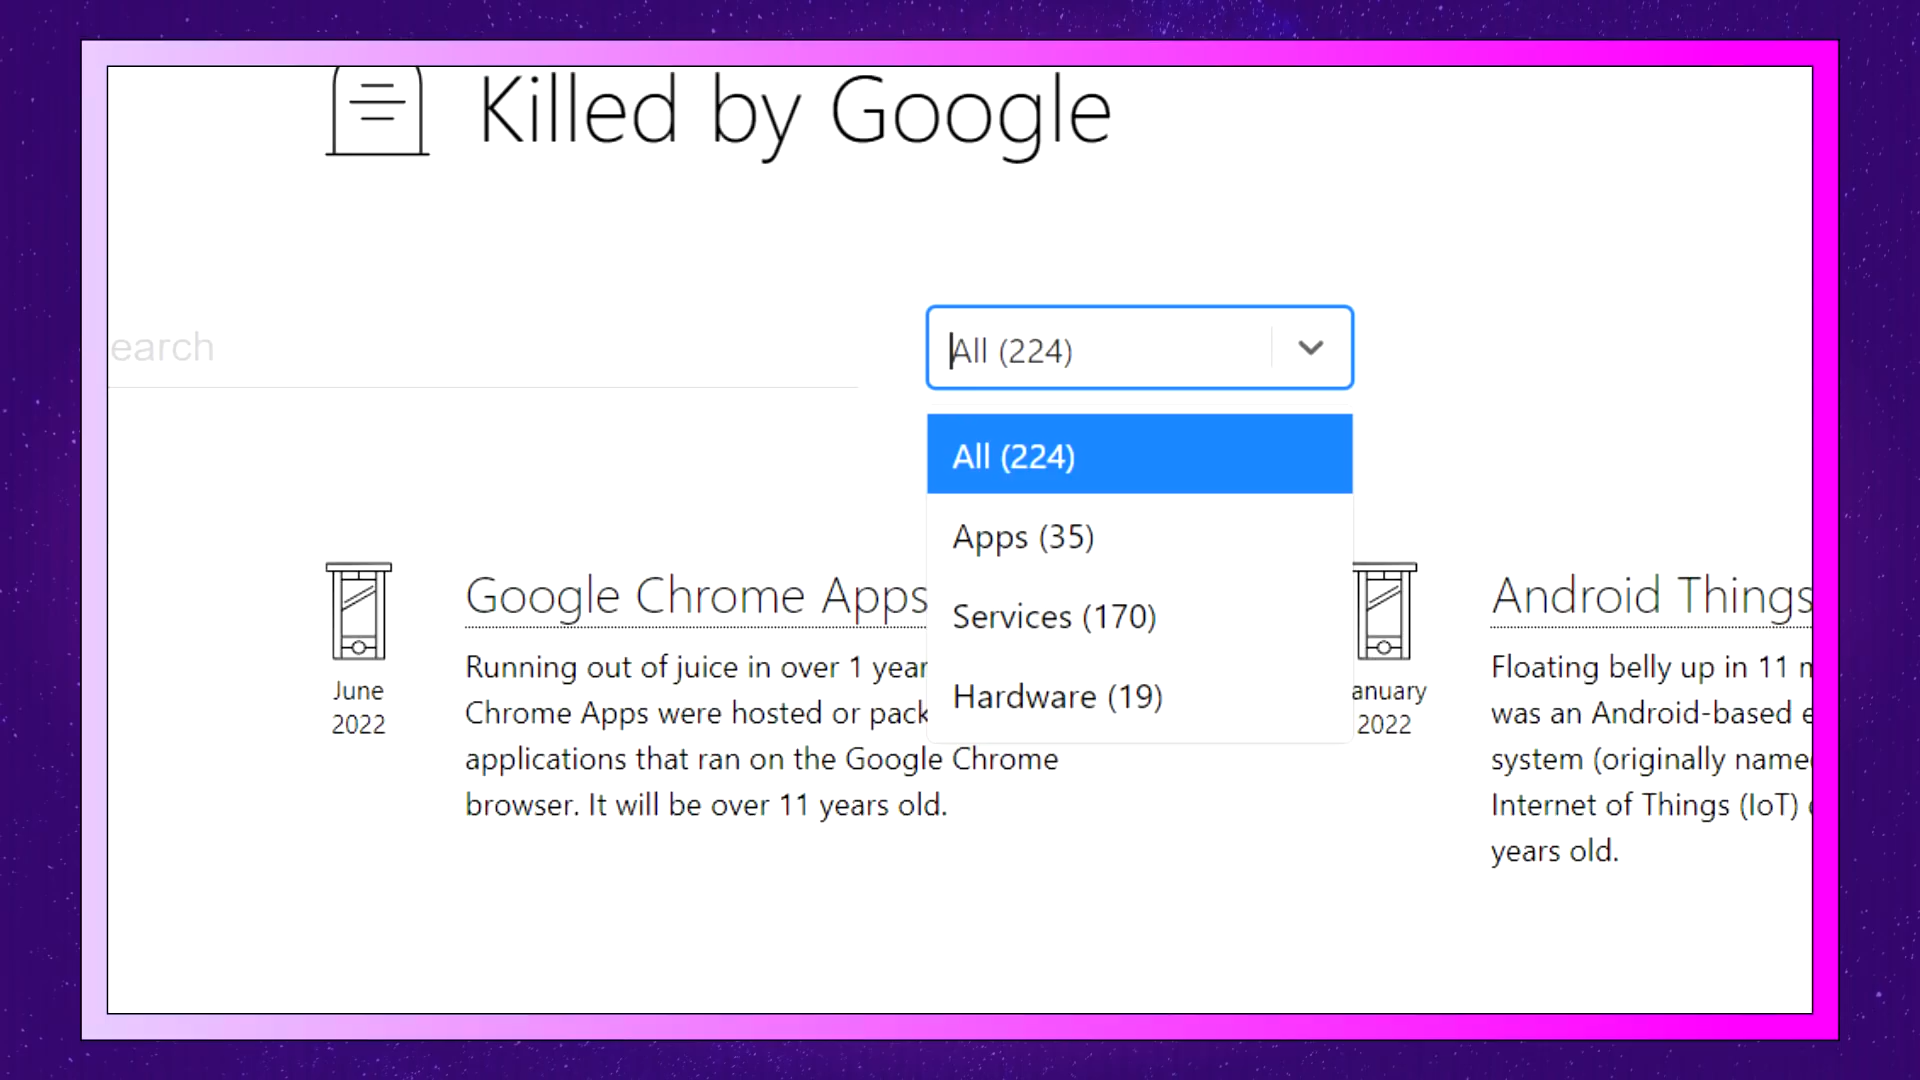 Killed by Google
earch
All (224)
All (224)
Apps (35)
Services (170)
Hardware (19)
Google Chrome Apps
June
2022
Running out of juice in over 1 year
Chrome Apps were hosted or pack
applications that ran on the Google Chrome
browser. It will be over 11 years old.
Android Things
anuary
2022
Floating belly up in 11
was an Android-based
system (originally name
Internet of Things (IoT)
years old.